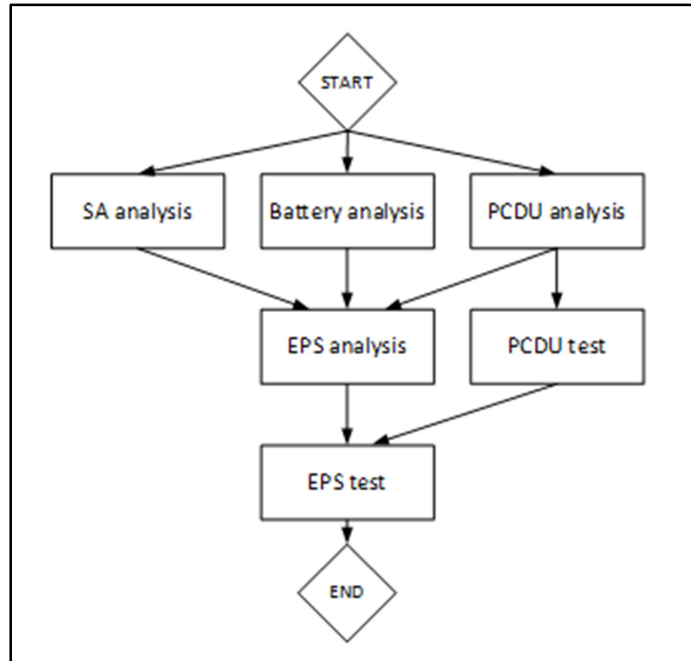 START
SA analysis
Battery analysis
PCDU analysis
EPS analysis
PCDU test
EPS test
END